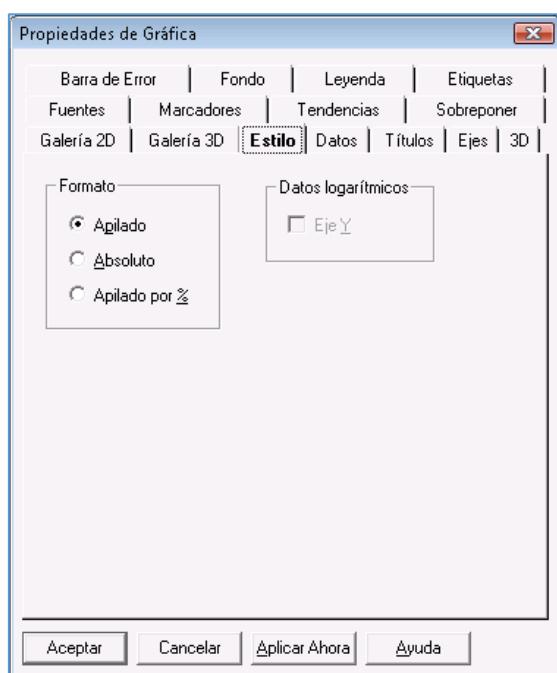 Propiedades de Gráfica
Barra de Error Fondo Leyenda Etiquetas
Fuentes Marcadores Tendencias Sobreponer
Galería 2D Galería 3D Estilo Datos Títulos Ejes 3D
Formato
Apilado
Absoluto
Apilado por %
Datos logarítmicos
Eje Y
Aceptar Cancelar Aplicar Ahora Ayuda